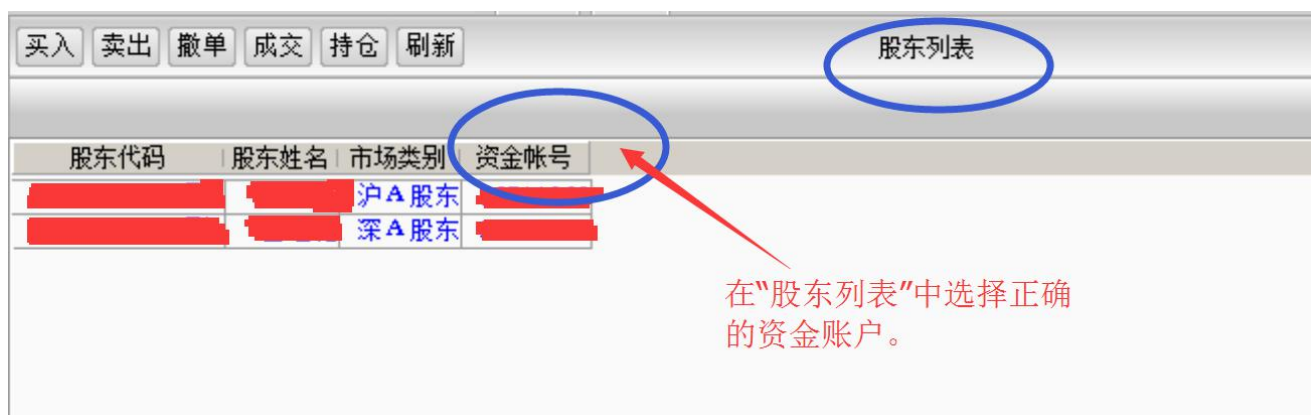 买入 卖出 撤单 成交 持仓 刷新 股东列表
股东代码 股东姓名 市场类别 资金帐号
沪A股东
深A股东
在“股东列表”中选择正确
的资金账户。